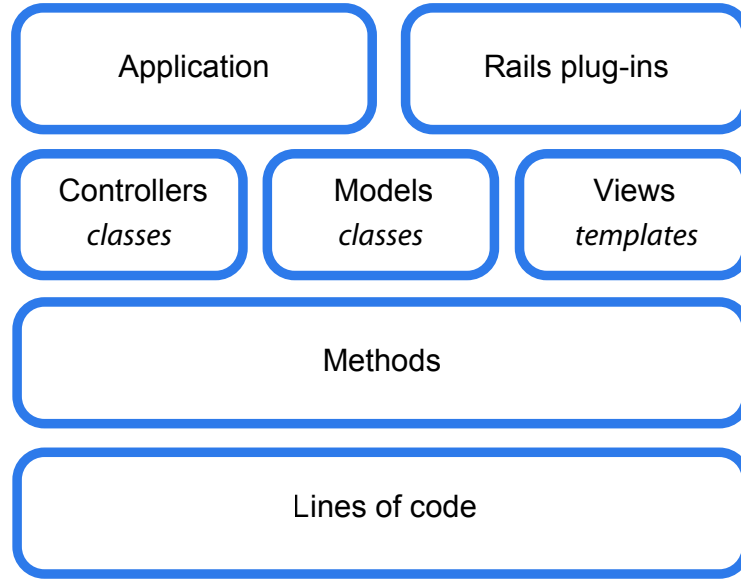 Application
Rails plug-ins
Controllers
classes
Models
classes
Views
templates
Methods
Lines of code